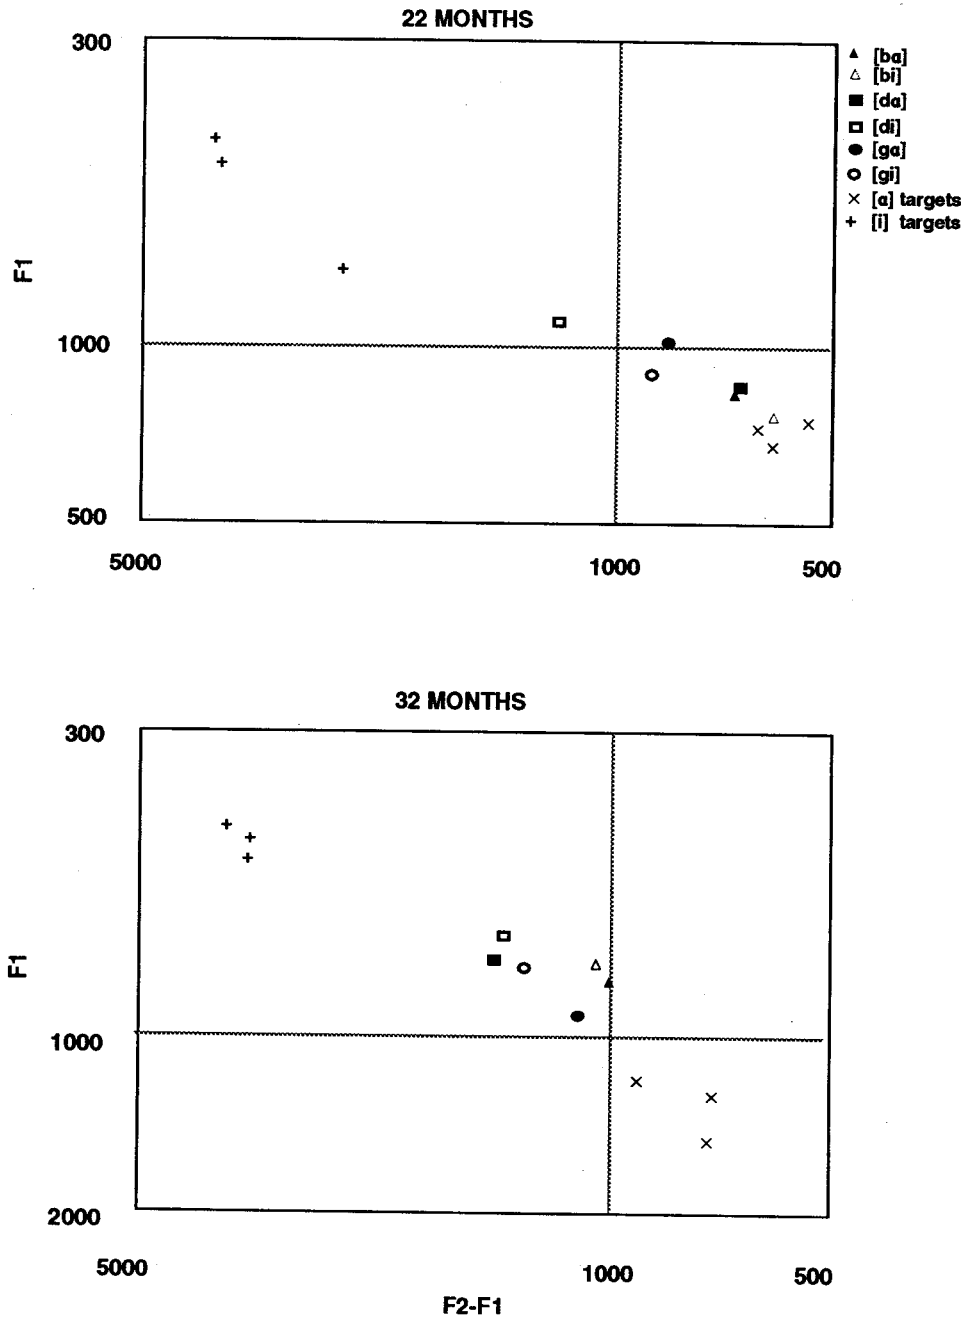 22 MONTHS
300
[bɑ]
[bi]
[dɑ]
[di]
[gɑ]
[gi]
[ɑ] targets
[i] targets
F1
1000
500
5000
1000
500
32 MONTHS
300
F1
1000
2000
5000
1000
500
F2-F1